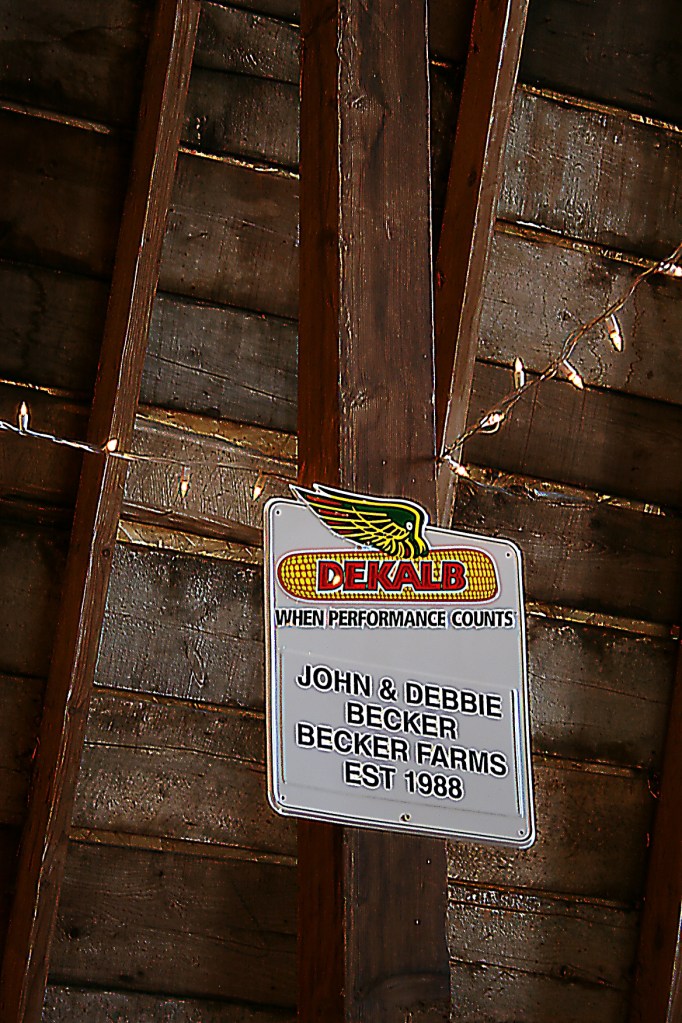 DEKALB
WHEN PERFORMANCE COUNTS
JOHN & DEBBIE
BECKER
BECKER FARMS
EST 1988